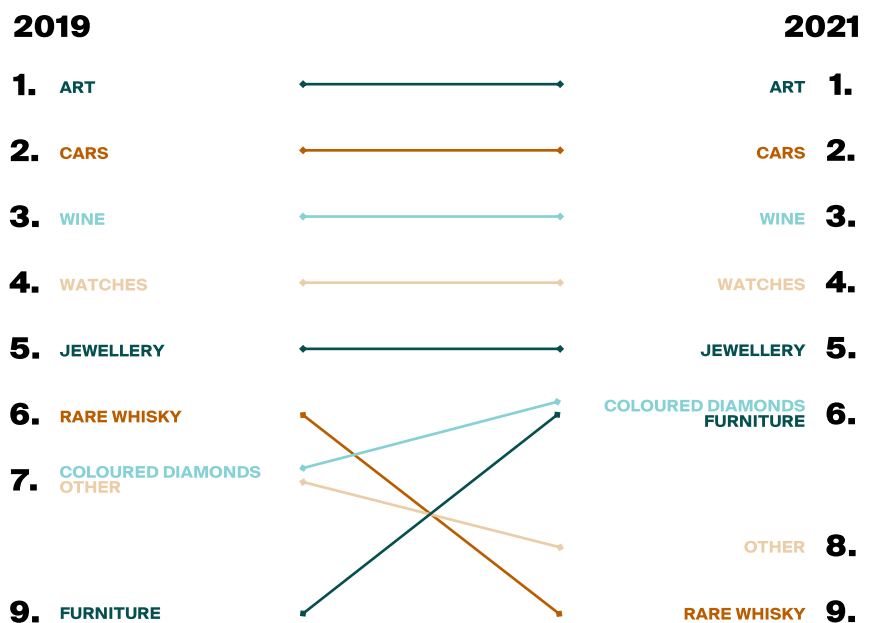 2019 2021
1. ART ART 1.
2. CARS CARS 2.
3. WINE WINE 3.
4. WATCHES WATCHES 4.
5. JEWELLERY JEWELLERY 5.
6. RARE WHISKY COLOURED DIAMONDS
FURNITURE 6.
7. COLOURED DIAMONDS
OTHER
OTHER 8.
9. FURNITURE RARE WHISKY 9.